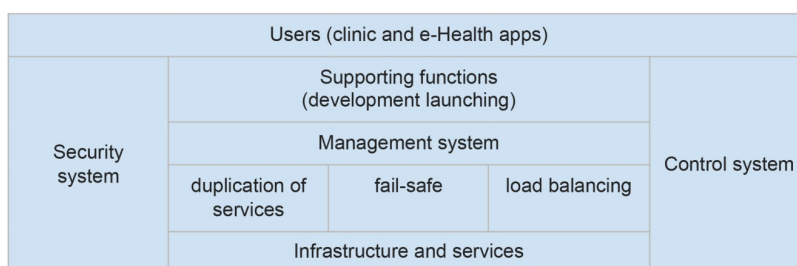 Users (clinic and e-Health apps)
Security
system
Supporting functions
(development launching)
Management system
duplication of
services
fail-safe
load balancing
Infrastructure and services
Control system